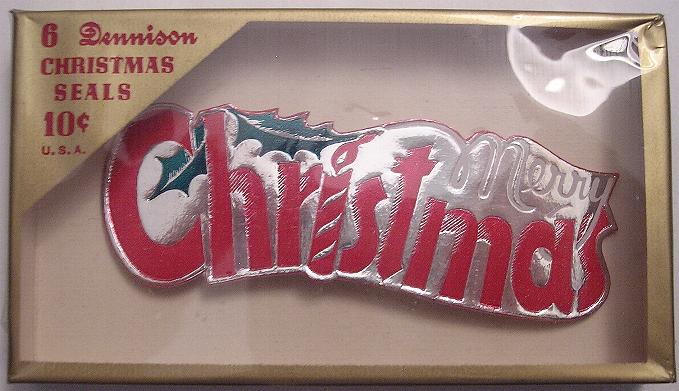 6 Dennison
CHRISTMAS
SEALS
10¢
U.S.A.
Merry
Christmas